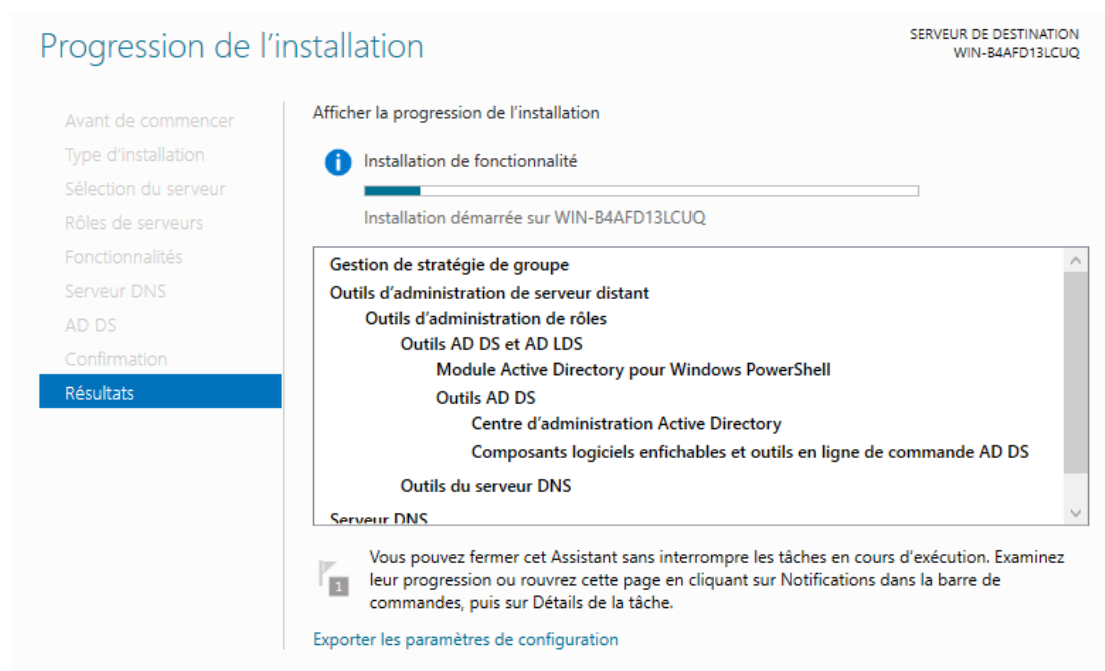 Progression de l’installation
SERVEUR DE DESTINATION
WIN-B4AFD13LCUQ
Avant de commencer
Type d'installation
Sélection du serveur
Rôles de serveurs
Fonctionnalités
Serveur DNS
AD DS
Confirmation
Résultats
Afficher la progression de l’installation
Installation de fonctionnalité
Installation démarrée sur WIN-B4AFD13LCUQ
Gestion de stratégie de groupe
Outils d’administration de serveur distant
Outils d’administration de rôles
Outils AD DS et AD LDS
Module Active Directory pour Windows PowerShell
Outils AD DS
Centre d’administration Active Directory
Composants logiciels enfichables et outils en ligne de commande AD DS
Outils du serveur DNS
Serveur DNS
1
Vous pouvez fermer cet Assistant sans interrompre les tâches en cours d’exécution. Examinez
leur progression ou rouvrez cette page en cliquant sur Notifications dans la barre de
commandes, puis sur Détails de la tâche.
Exporter les paramètres de configuration